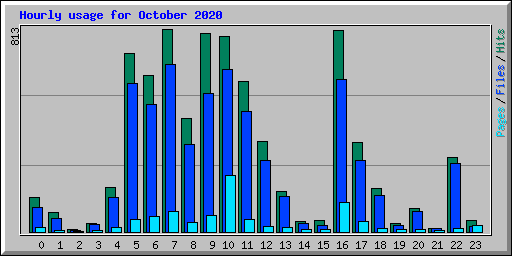 Hourly usage for October 2020
813
Pages / Files / Hits
0 1 2 3 4 5 6 7 8 9 10 11 12 13 14 15 16 17 18 19 20 21 22 23